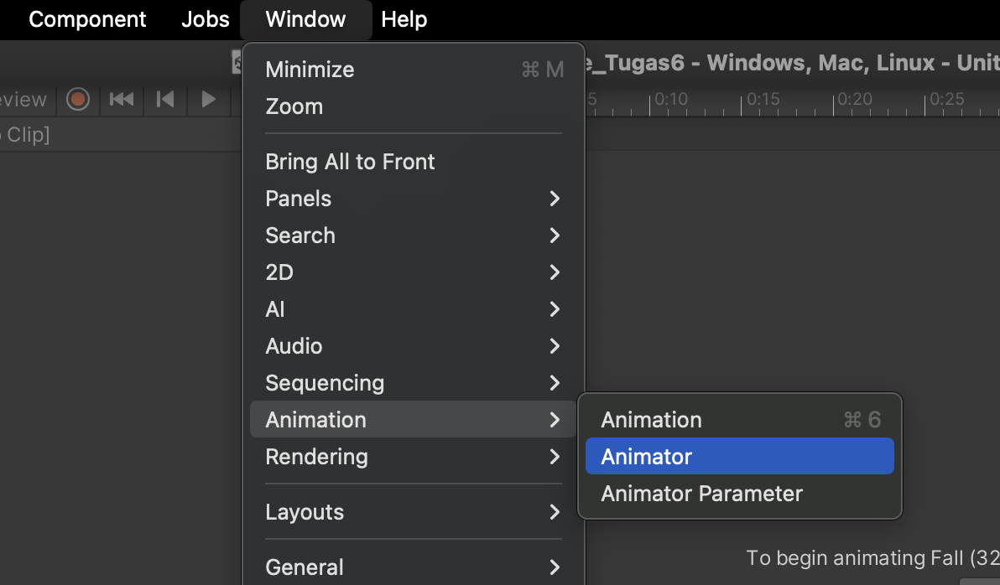 Component Jobs Window Help
e_Tugas6 - Windows, Mac, Linux - Unit
Minimize ⌘ M
eview 5 0:10 0:15 0:20 0:25
Zoom
Clip]
Bring All to Front
Panels
Search
2D
AI
Audio
Sequencing
Animation
Animation ⌘ 6
Rendering
Animator
Animator Parameter
Layouts
To begin animating Fall (32
General